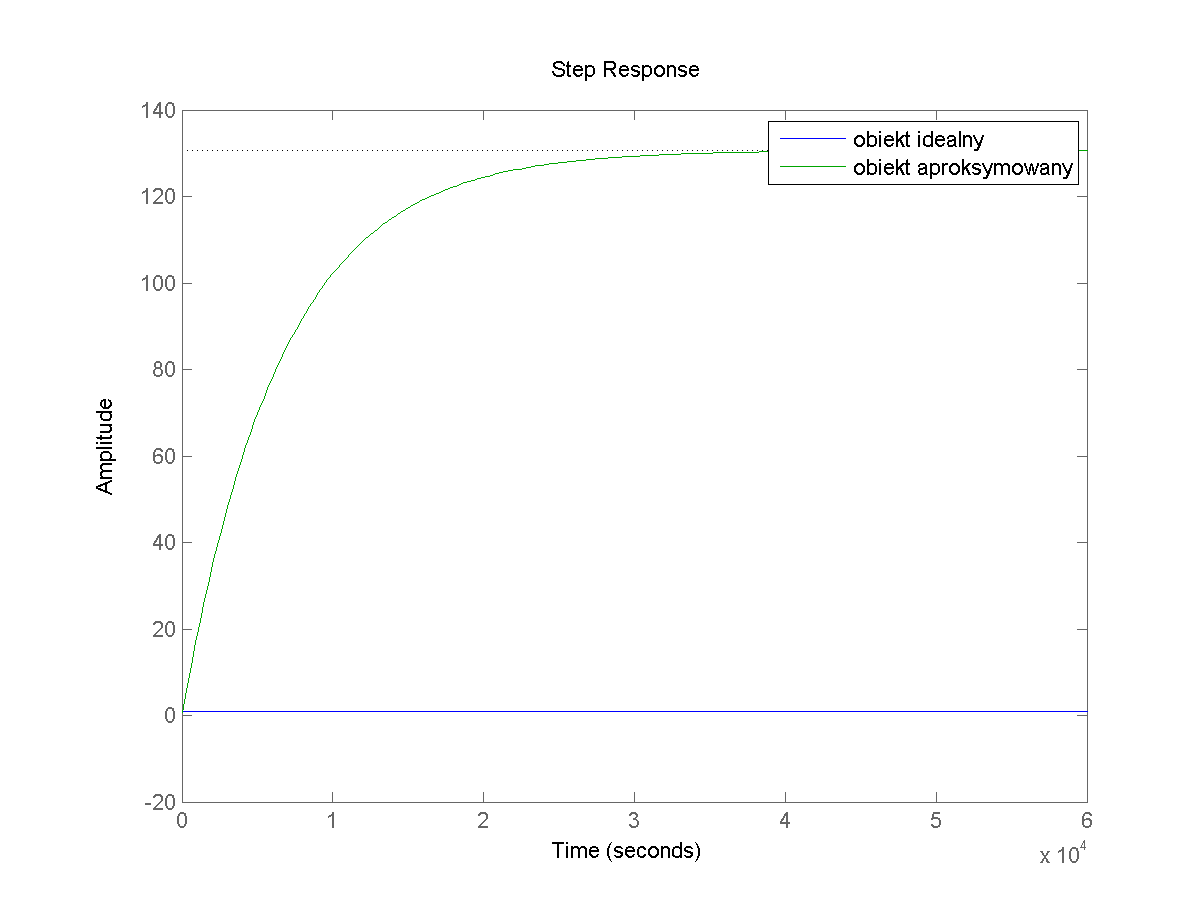 Step Response
140
120
100
80
60
40
20
0
-20
Amplitude
obiekt idealny
obiekt aproksymowany
0 1 2 3 4 5 6
Time (seconds)
x 10^4